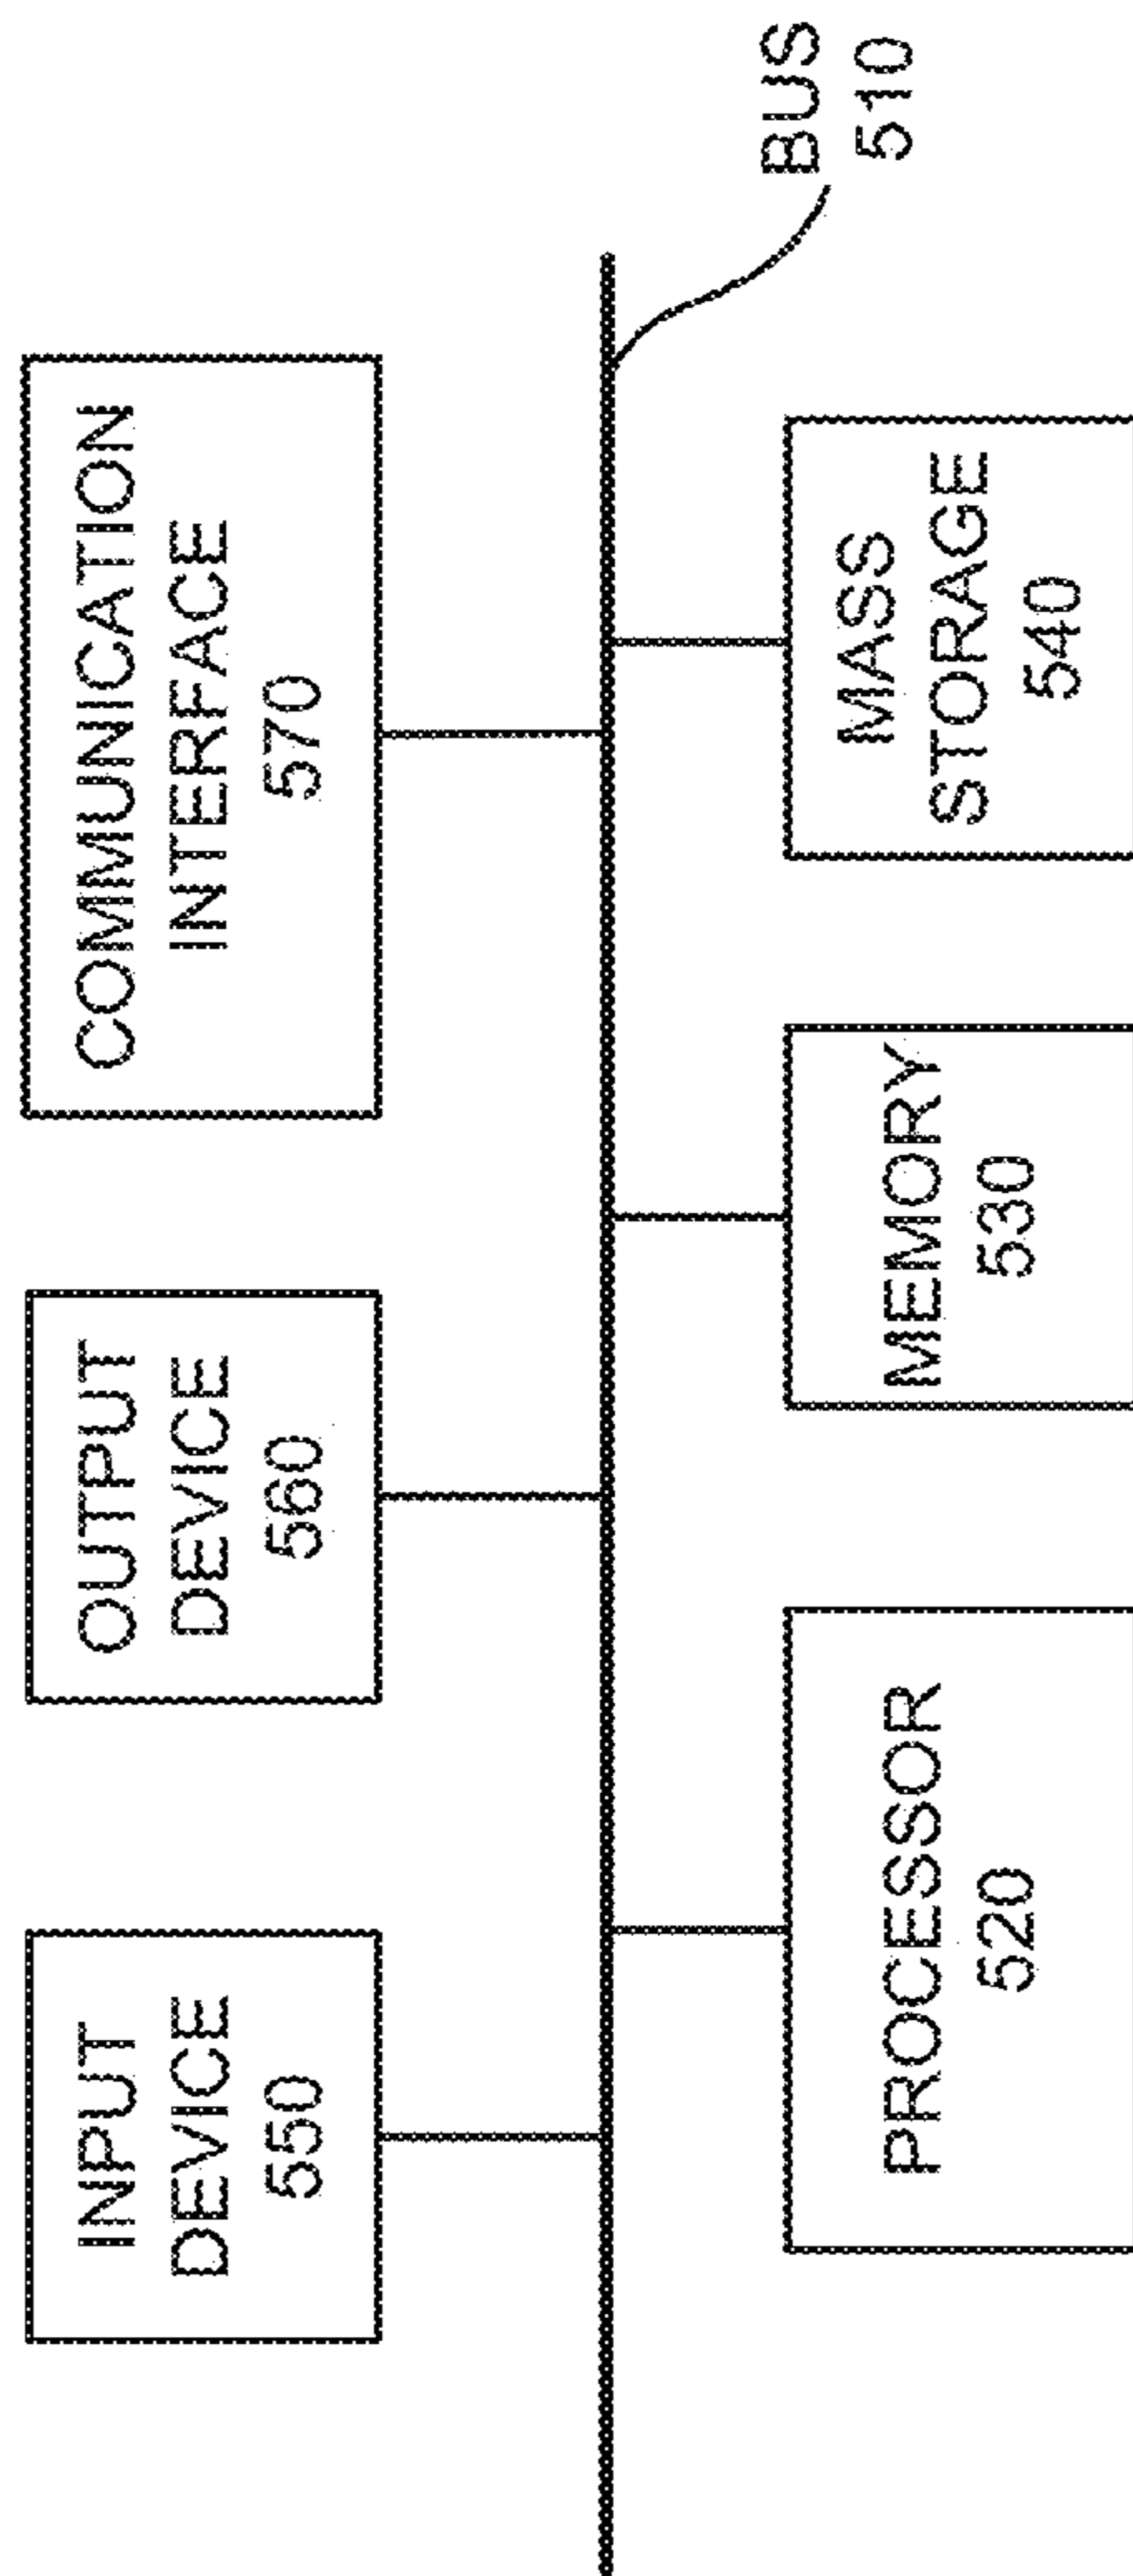 INPUT
DEVICE
550
OUTPUT
DEVICE
560
COMMUNICATION
INTERFACE
570
BUS
510
PROCESSOR
520
MEMORY
530
MASS
STORAGE
540